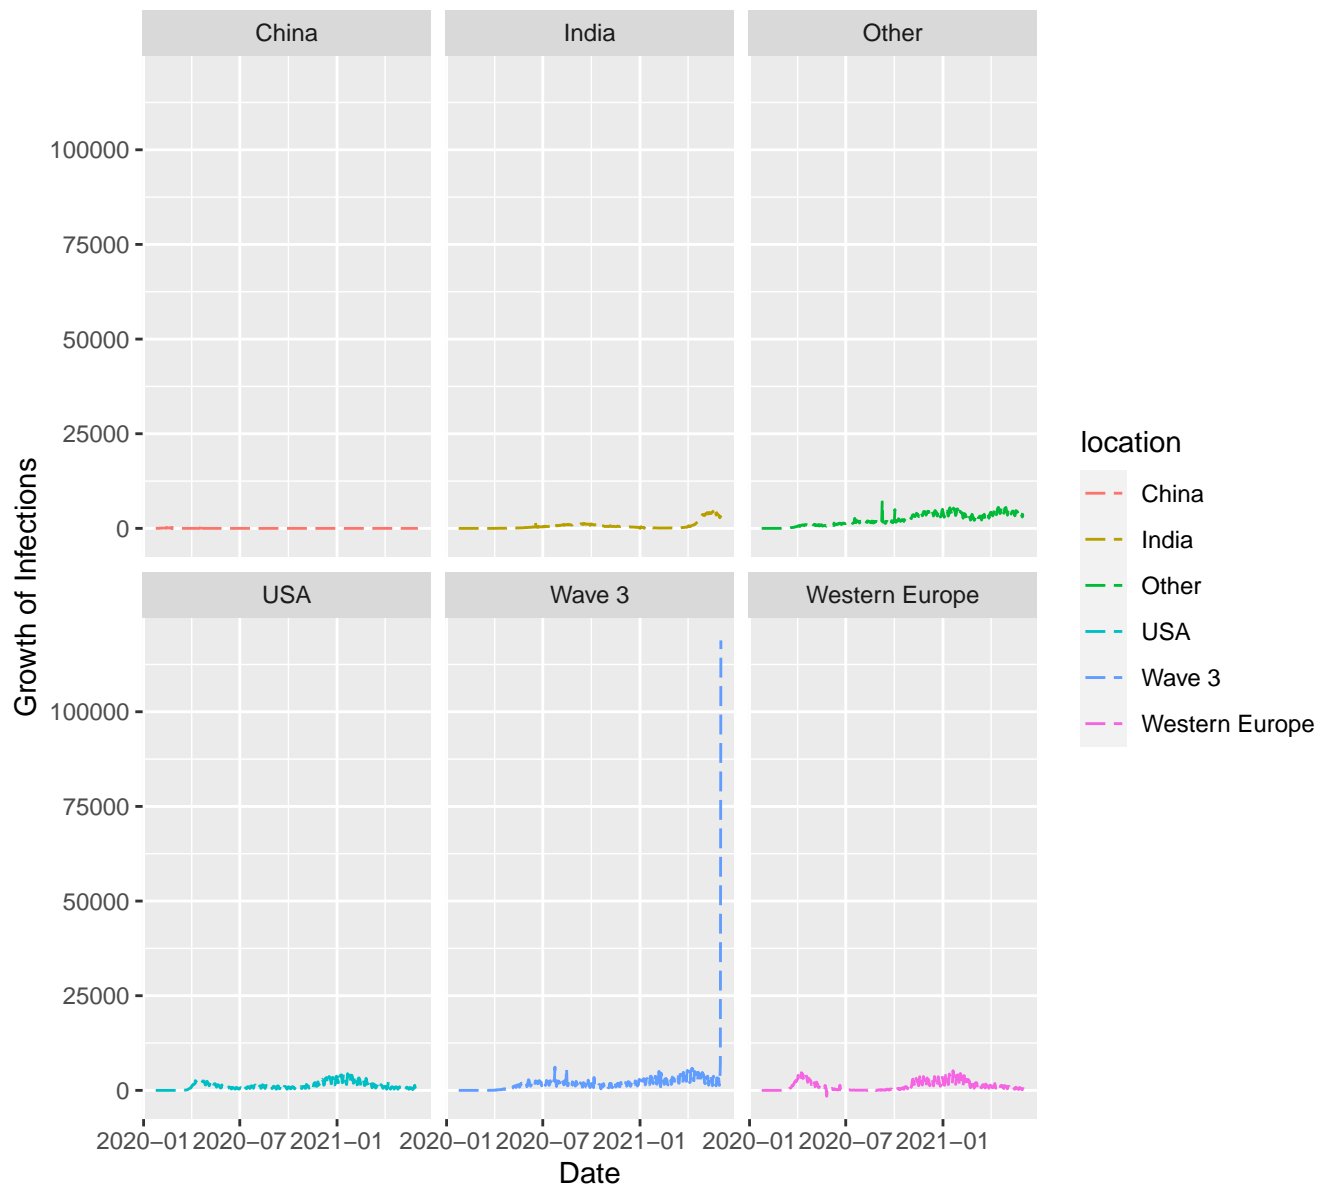 China
India
Other
100000
75000
50000
25000
0
Growth of Infections
USA
Wave 3
Western Europe
100000
75000
50000
25000
0
2020−01 2020−07 2021−01
2020−01 2020−07 2021−01
2020−01 2020−07 2021−01
Date
location
China
India
Other
USA
Wave 3
Western Europe